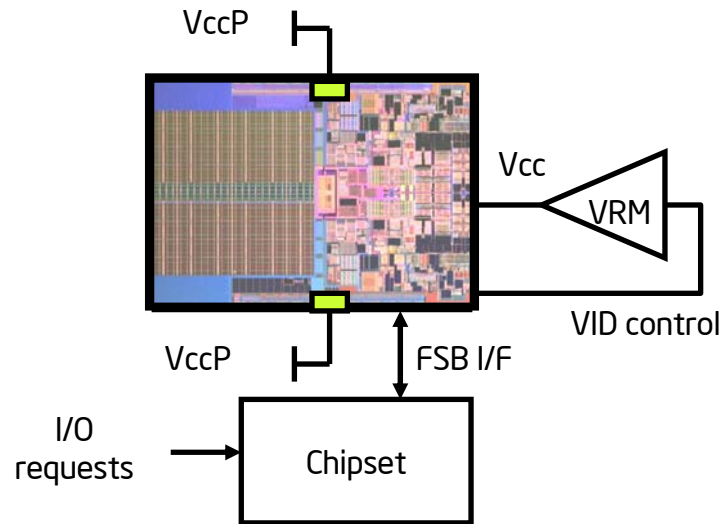 VccP
Vcc
VRM
VID control
VccP
FSB I/F
I/O
requests
Chipset